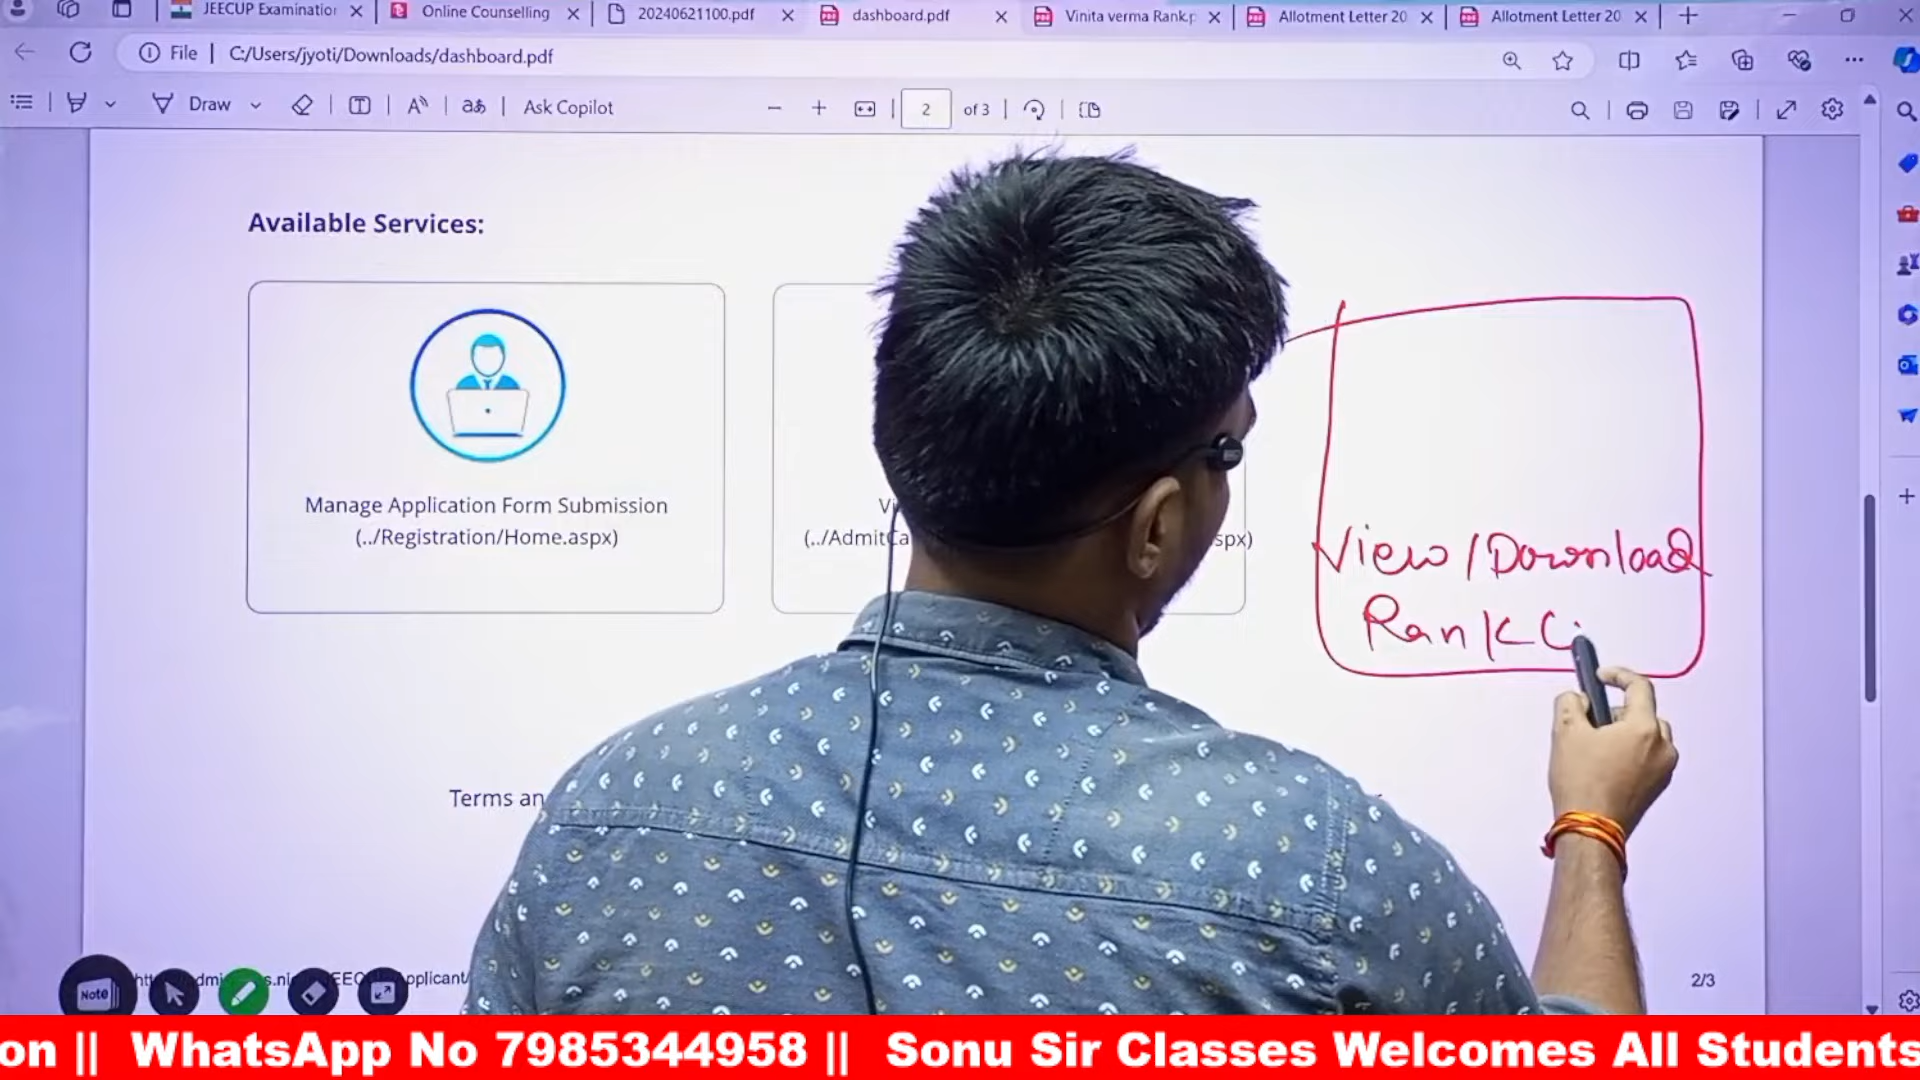 JEECUP Examination
Online Counselling
20240621100.pdf
dashboard.pdf
Vinita verma Rank.p
Allotment Letter 20
Allotment Letter 20
File
C:/Users/jyoti/Downloads/dashboard.pdf
Draw
Ask Copilot
2
of 3
Available Services:
Manage Application Form Submission
(../Registration/Home.aspx)
(../AdmitCa
spx)
View/Download
Rank
Terms an
Note
pplicant/
2/3
on || WhatsApp No 7985344958 || Sonu Sir Classes Welcomes All Students